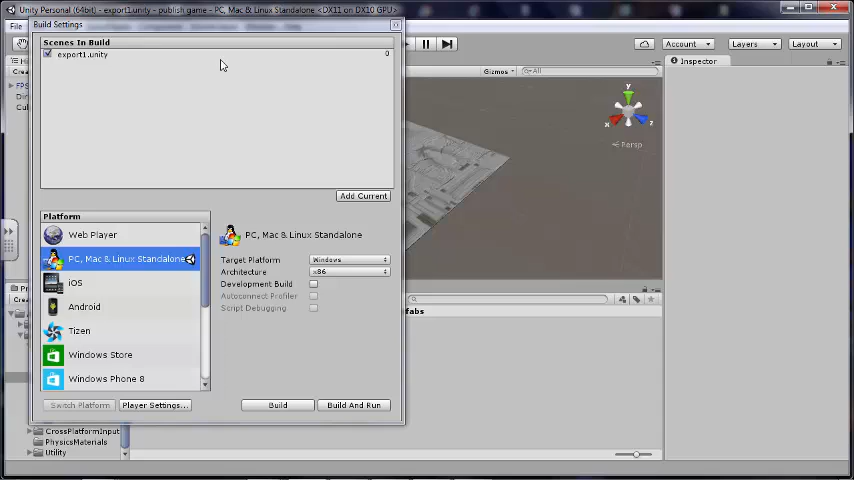 Unity Personal (64bit) - export1.unity - publish game - PC, Mac & Linux Standalone <DX11 on DX10 GPU>
File
Build Settings
Account
Layers
Layout
Scenes In Build
export1.unity 0
Gizmos
All
Inspector
y
x
z
Persp
Add Current
Platform
Web Player
PC, Mac & Linux Standalone
iOS
Android
Tizen
Windows Store
Windows Phone 8
PC, Mac & Linux Standalone
Target Platform Windows
Architecture x86
Development Build
Autoconnect Profiler
Script Debugging
Switch Platform
Player Settings...
Build
Build And Run
CrossPlatformInput
PhysicsMaterials
Utility